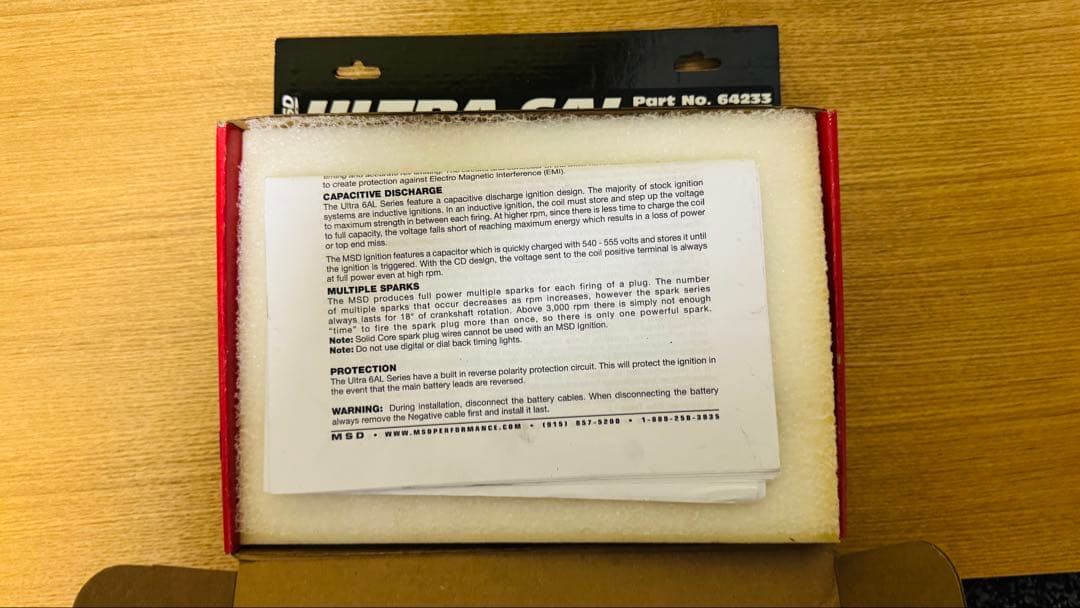 MSD
ULTRA 6AL Part No. 64233
to create protection against Electro Magnetic Interference (EMI).
CAPACITIVE DISCHARGE
The Ultra 6AL Series feature a capacitive discharge ignition design. The majority of stock ignition
systems are inductive ignitions. In an inductive ignition, the coil must store and step up the voltage
to maximum strength in between each firing. At higher rpm, since there is less time to charge the coil
to full capacity, the voltage falls short of reaching maximum energy which results in a loss of power
or top end miss.
The MSD Ignition features a capacitor which is quickly charged with 540 - 555 volts and stores it until
the ignition is triggered. With the CD design, the voltage sent to the coil positive terminal is always
at full power even at high rpm.
MULTIPLE SPARKS
The MSD produces full power multiple sparks for each firing of a plug. The number
of multiple sparks that occur decreases as rpm increases, however the spark series
always lasts for 18° of crankshaft rotation. Above 3,000 rpm there is simply not enough
"time" to fire the spark plug more than once, so there is only one powerful spark.
Note: Solid Core spark plug wires cannot be used with an MSD Ignition.
Note: Do not use digital or dial back timing lights.
PROTECTION
The Ultra 6AL Series have a built in reverse polarity protection circuit. This will protect the ignition in
the event that the main battery leads are reversed.
WARNING: During installation, disconnect the battery cables. When disconnecting the battery
always remove the Negative cable first and install it last.
MSD • WWW.MSDPERFORMANCE.COM • (915) 857-5200 • 1-888-258-3835